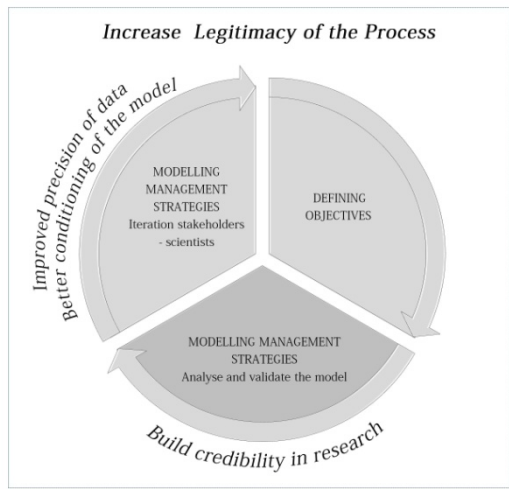 Increase Legitimacy of the Process
Improved precision of data
Better conditioning of the model
MODELLING
MANAGEMENT
STRATEGIES
Iteration stakeholders
- scientists
DEFINING
OBJECTIVES
MODELLING MANAGEMENT
STRATEGIES
Analyse and validate the model
Build credibility in research